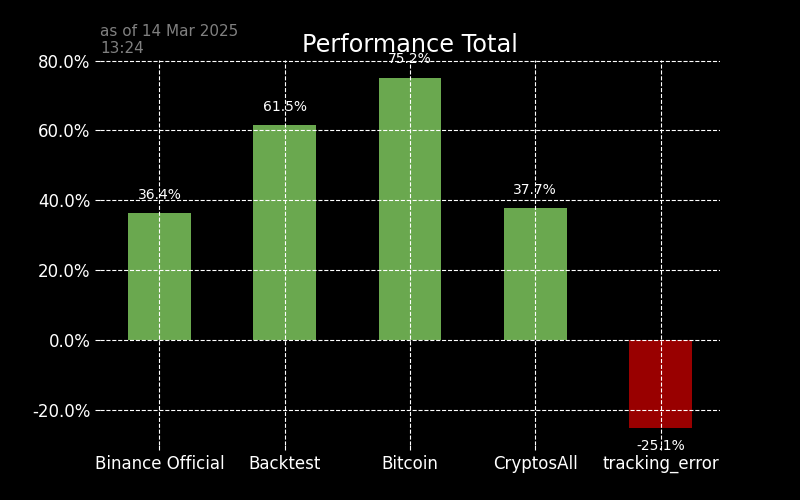 as of 14 Mar 2025
13:24
Performance Total
80.0%
60.0%
40.0%
20.0%
0.0%
-20.0%
36.4%
61.5%
75.2%
37.7%
-25.1%
Binance Official
Backtest
Bitcoin
CryptosAll
tracking_error